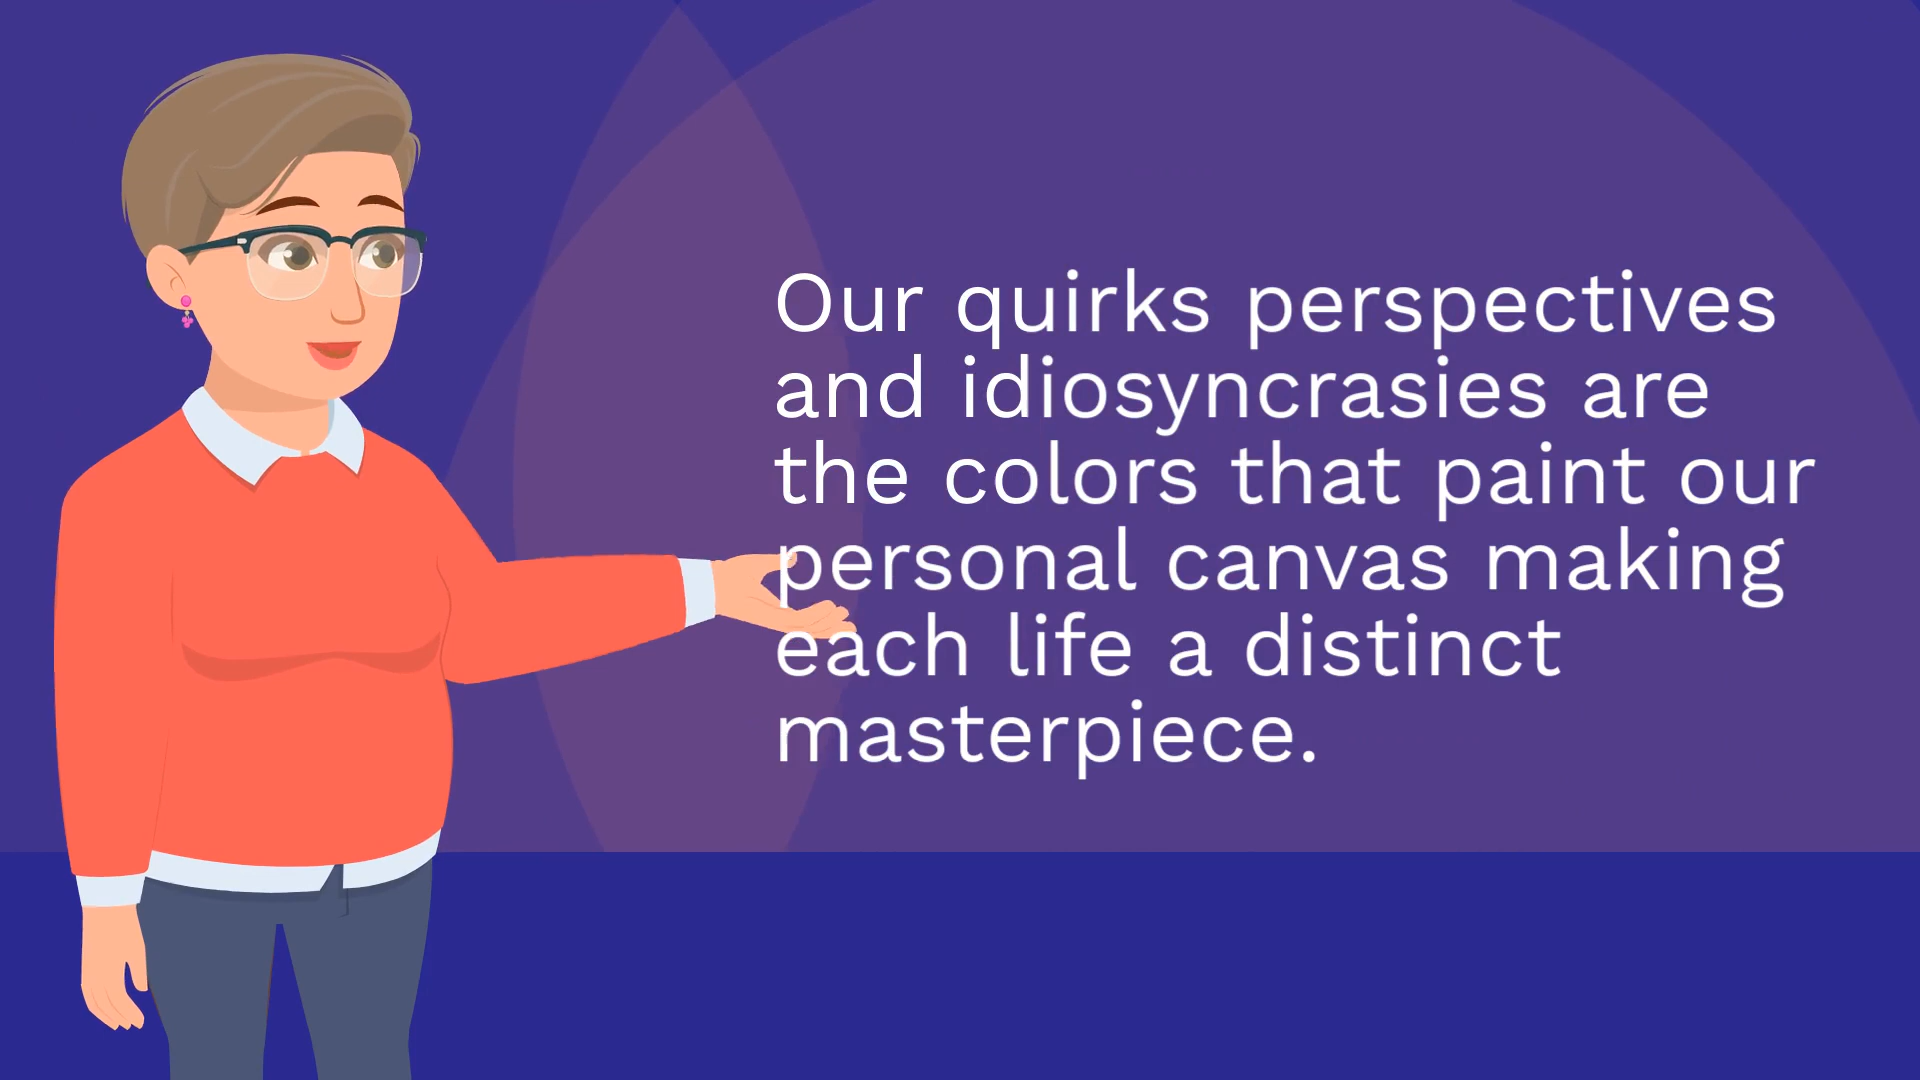 Our quirks perspectives
and idiosyncrasies are
the colors that paint our
personal canvas making
each life a distinct
masterpiece.